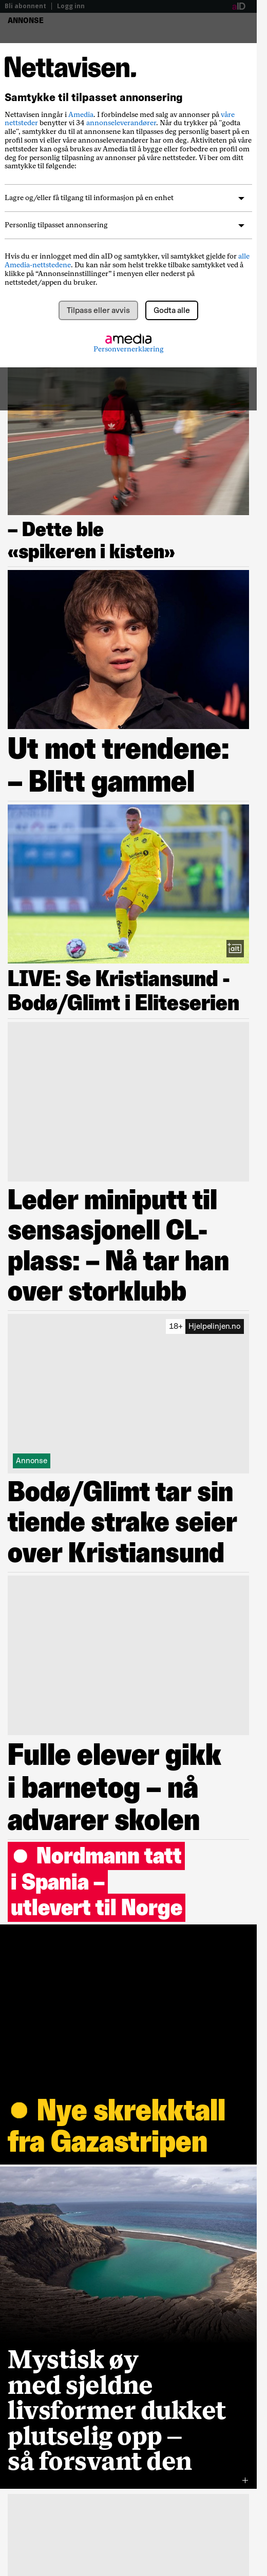 Bli abonnent | Logg inn
aID
ANNONSE
Nettavisen.
Samtykke til tilpasset annonsering
Nettavisen inngår i Amedia. I forbindelse med salg av annonser på våre
nettsteder benytter vi 34 annonseleverandører. Når du trykker på "godta
alle", samtykker du til at annonsene kan tilpasses deg personlig basert på en
profil som vi eller våre annonseleverandører har om deg. Aktiviteten på våre
nettsteder kan også brukes av Amedia til å bygge eller forbedre en profil om
deg for personlig tilpasning av annonser på våre nettsteder. Vi ber om ditt
samtykke til følgende:
Lagre og/eller få tilgang til informasjon på en enhet
Personlig tilpasset annonsering
Hvis du er innlogget med din aID og samtykker, vil samtykket gjelde for alle
Amedia-nettstedene. Du kan når som helst trekke tilbake samtykket ved å
klikke på “Annonseinnstillinger” i menyen eller nederst på
nettstedet/appen du bruker.
Tilpass eller avvis
Godta alle
amedia
Personvernerklæring
– Dette ble
«spikeren i kisten»
Ut mot trendene:
– Blitt gammel
+alt
LIVE: Se Kristiansund -
Bodø/Glimt i Eliteserien
Leder miniputt til
sensasjonell CL-
plass: – Nå tar han
over storklubb
18+ Hjelpelinjen.no
Annonse
Bodø/Glimt tar sin
tiende strake seier
over Kristiansund
Fulle elever gikk
i barnetog – nå
advarer skolen
● Nordmann tatt
i Spania –
utlevert til Norge
● Nye skrekktall
fra Gazastripen
Mystisk øy
med sjeldne
livsformer dukket
plutselig opp –
så forsvant den
+